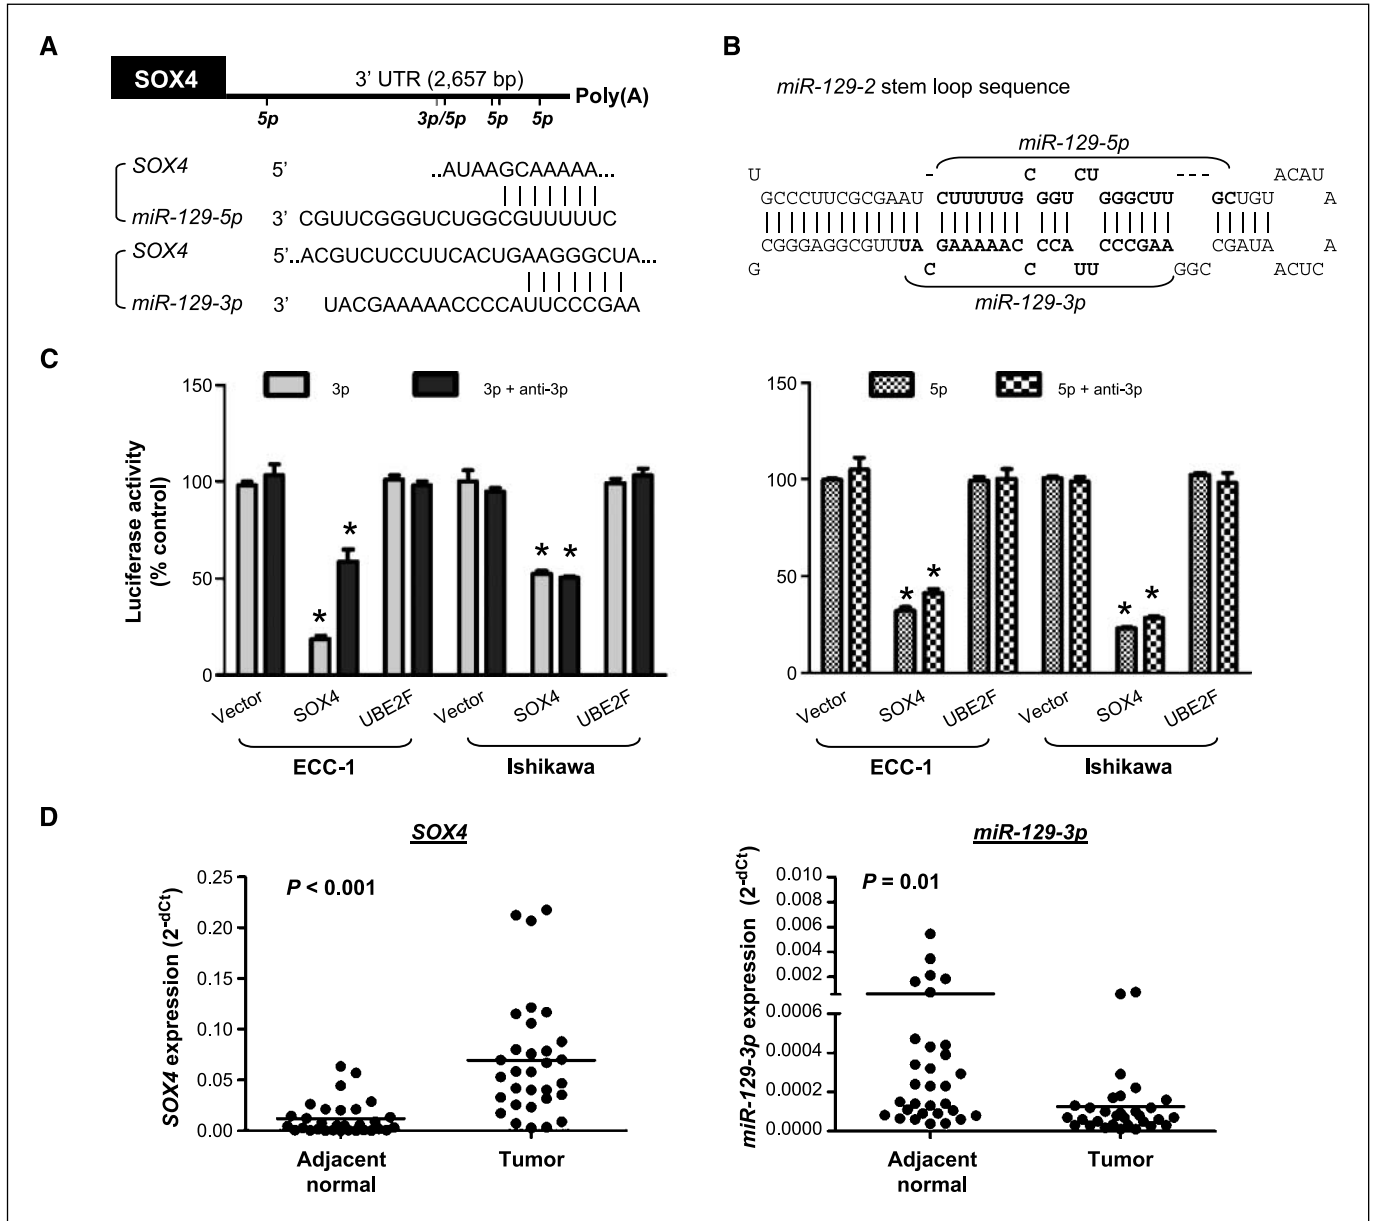 A
SOX4
3' UTR (2,657 bp)
Poly(A)
5p
3p/5p
5p
5p
SOX4 5' ..AUAAGCAAAAA...
miR-129-5p 3' CGUUCGGGUCUGGCGUUUUUC
SOX4 5'..ACGUCUCCUUCACUGAAGGGCUA...
miR-129-3p 3' UACGAAAAACCCCAUUCCCGAA
B
miR-129-2 stem loop sequence
miR-129-5p
U - C CU --- ACAU
GCCCUUCGCGAAU CUUUUUG GGU GGGCUU GCUGU A
CGGGAGGCGUUUUA GAAAAAC CCA CCCGAA CGAUA A
G C C UU GGC ACUC
miR-129-3p
C
3p
3p + anti-3p
Luciferase activity
(% control)
150
100
50
0
Vector
SOX4
UBE2F
Vector
SOX4
UBE2F
* * * *
ECC-1
Ishikawa
5p
5p + anti-3p
150
100
50
0
* * * *
Vector
SOX4
UBE2F
Vector
SOX4
UBE2F
ECC-1
Ishikawa
D
SOX4
P < 0.001
SOX4 expression (2-dCt)
0.25
0.20
0.15
0.10
0.05
0.00
Adjacent
normal
Tumor
miR-129-3p
P = 0.01
miR-129-3p expression (2-dCt)
0.010
0.008
0.006
0.004
0.002
0.0006
0.0004
0.0002
0.0000
Adjacent
normal
Tumor